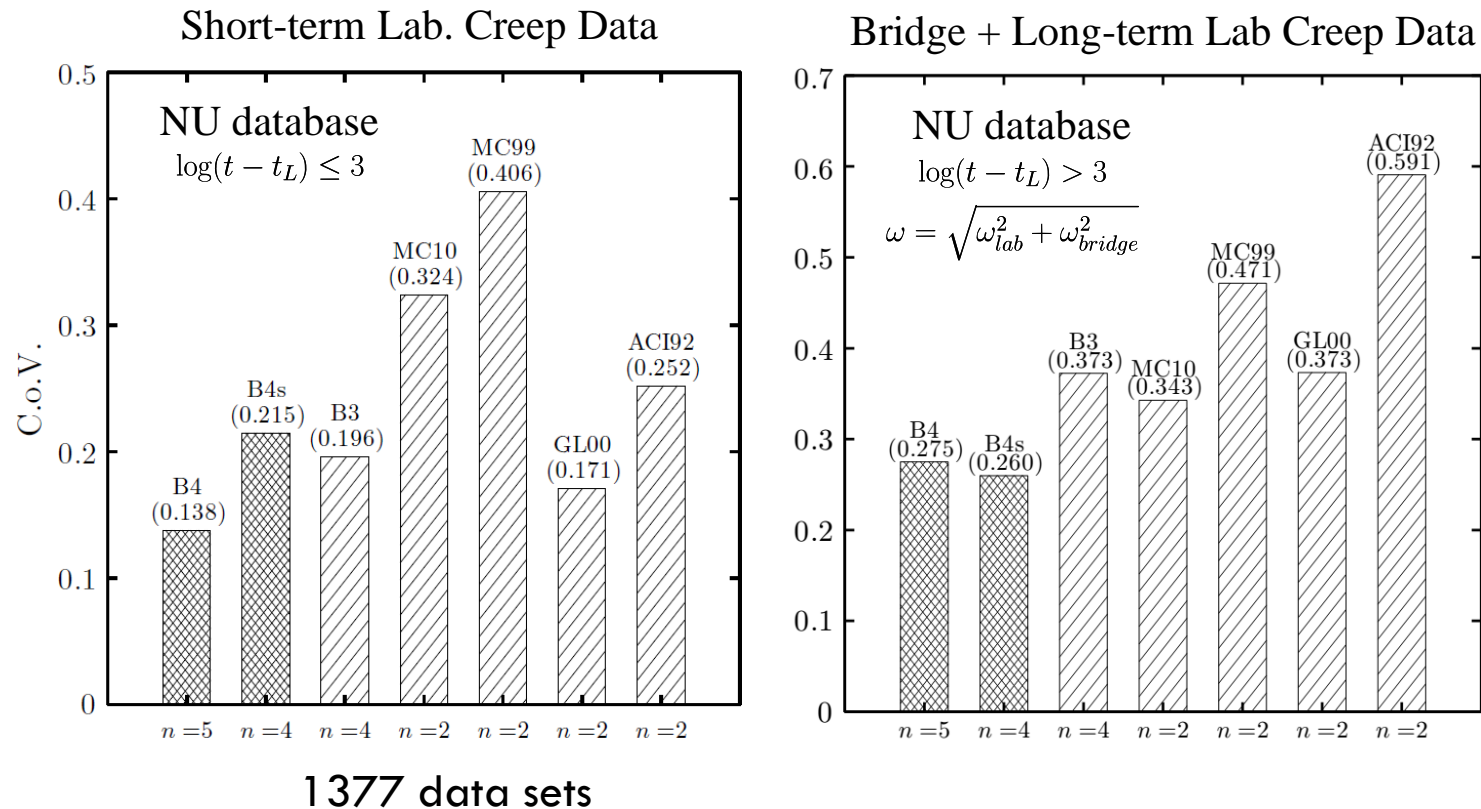 Short-term Lab. Creep Data
NU database
log(t − t_L) ≤ 3
C.o.V.
0.5
0.4
0.3
0.2
0.1
0
B4
(0.138)
B4s
(0.215)
B3
(0.196)
MC10
(0.324)
MC99
(0.406)
GL00
(0.171)
ACI92
(0.252)
n =5 n =4 n =4 n =2 n =2 n =2 n =2
1377 data sets
Bridge + Long-term Lab Creep Data
NU database
log(t − t_L) > 3
ω = √(ω²_lab + ω²_bridge)
0.7
0.6
0.5
0.4
0.3
0.2
0.1
0
B4
(0.275)
B4s
(0.260)
B3
(0.373)
MC10
(0.343)
MC99
(0.471)
GL00
(0.373)
ACI92
(0.591)
n =5 n =4 n =4 n =2 n =2 n =2 n =2